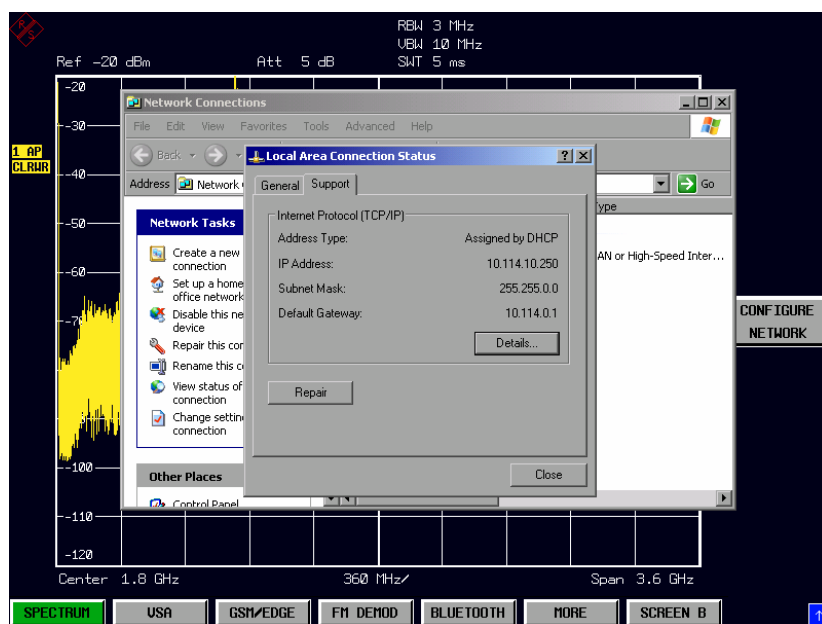 RBW 3 MHz
VBW 10 MHz
Ref -20 dBm Att 5 dB SWT 5 ms
-20
-30
1 AP
CLRWR
-40
-50
-60
-100
-110
-120
Network Connections
File Edit View Favorites Tools Advanced Help
Back
Address Network
Go
Type
AN or High-Speed Inter...
Network Tasks
Create a new
connection
Set up a home
office network
Disable this ne
device
Repair this cor
Rename this c
View status of
connection
Change settin
connection
Other Places
Control Panel
Local Area Connection Status
General Support
Internet Protocol (TCP/IP)
Address Type: Assigned by DHCP
IP Address: 10.114.10.250
Subnet Mask: 255.255.0.0
Default Gateway: 10.114.0.1
Details...
Repair
Close
CONFIGURE
NETWORK
Center 1.8 GHz 360 MHz/ Span 3.6 GHz
SPECTRUM VSA GSM/EDGE FM DEMOD BLUETOOTH MORE SCREEN B